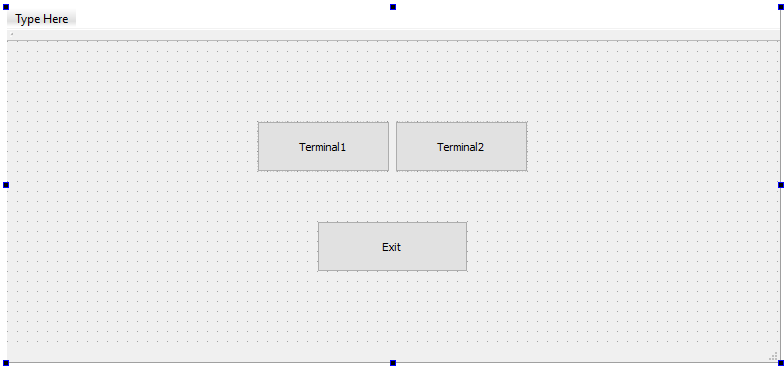 Type Here
Terminal1
Terminal2
Exit